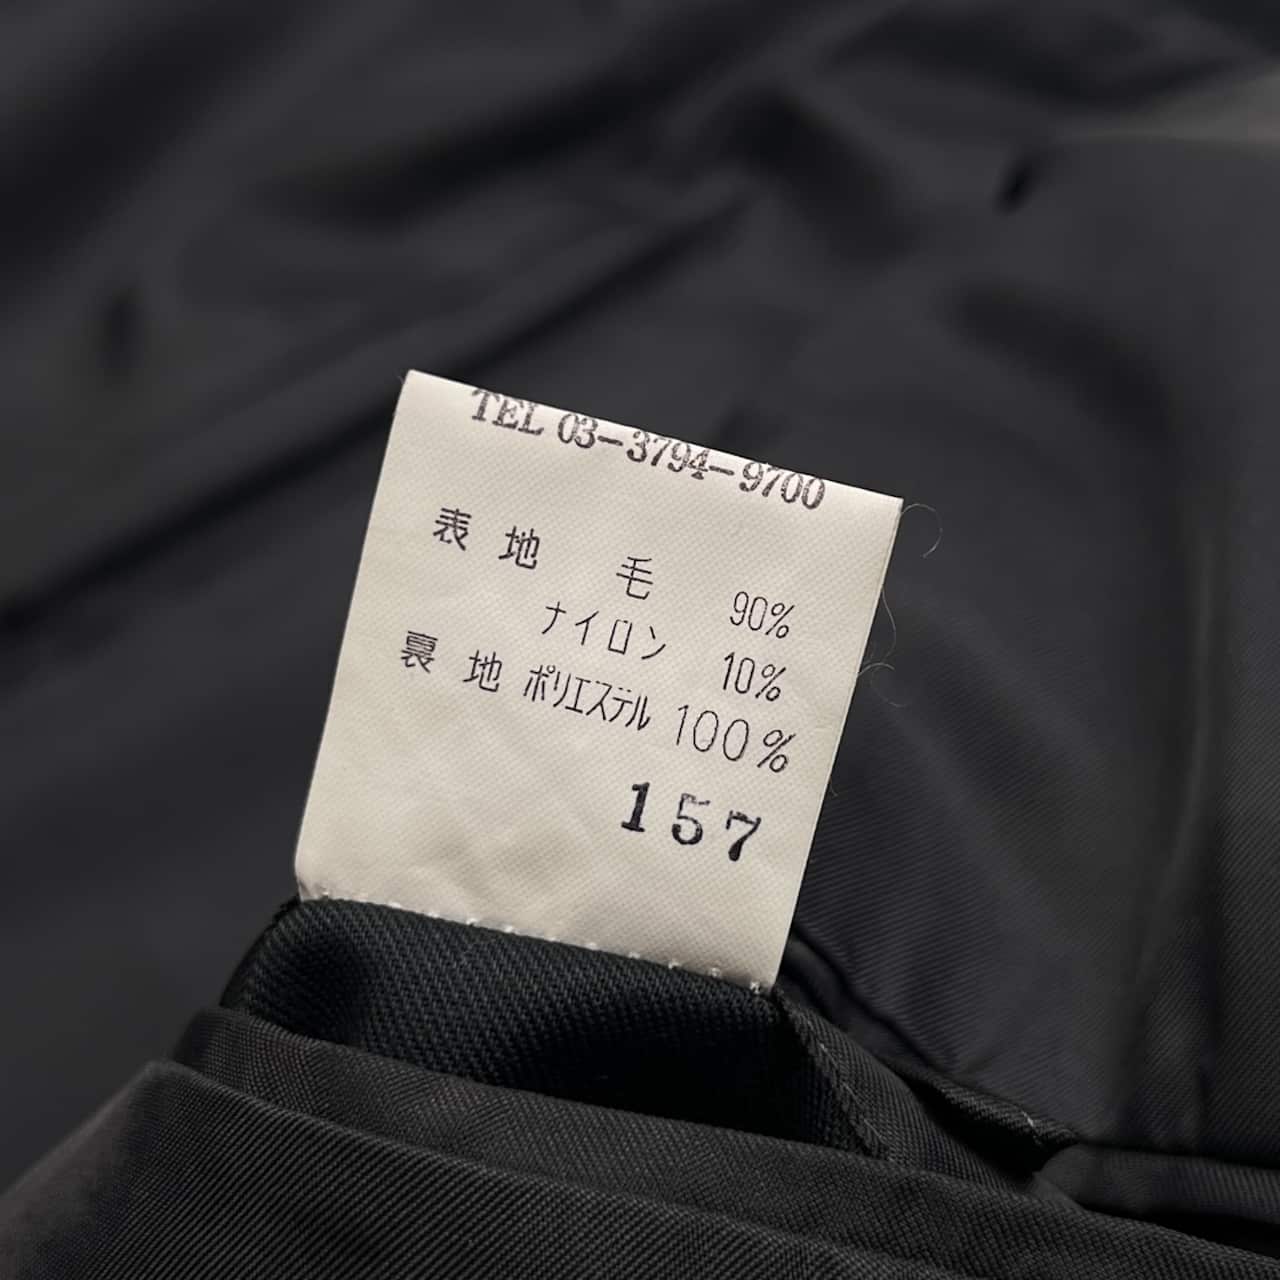 TEL 03-3794-9700
表地 毛 90%
ナイロン 10%
裏地 ポリエステル 100%
157